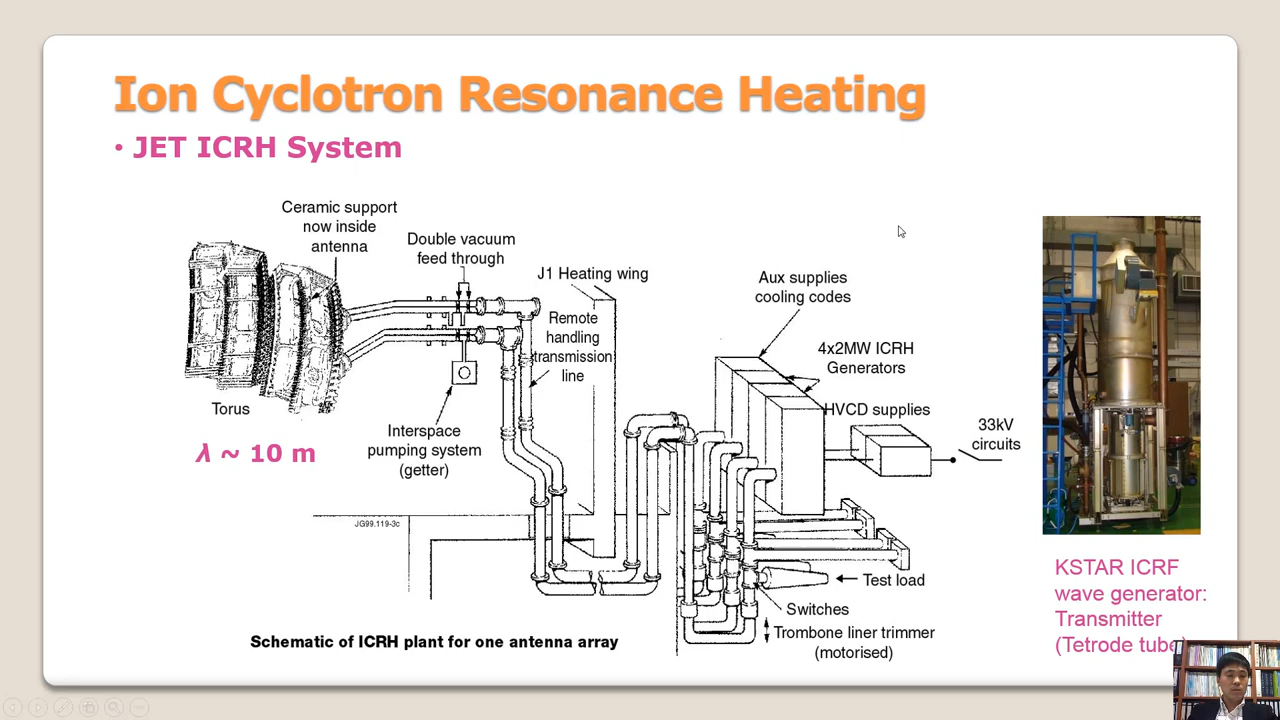 Ion Cyclotron Resonance Heating
• JET ICRH System
Ceramic support
now inside
antenna
Double vacuum
feed through
J1 Heating wing
Remote
handling
transmission
line
Aux supplies
cooling codes
4x2MW ICRH
Generators
HVCD supplies
33kV
circuits
Torus
λ ~ 10 m
Interspace
pumping system
(getter)
JG99.119-3c
Test load
Switches
Trombone liner trimmer
(motorised)
Schematic of ICRH plant for one antenna array
KSTAR ICRF
wave generator:
Transmitter
(Tetrode tube)